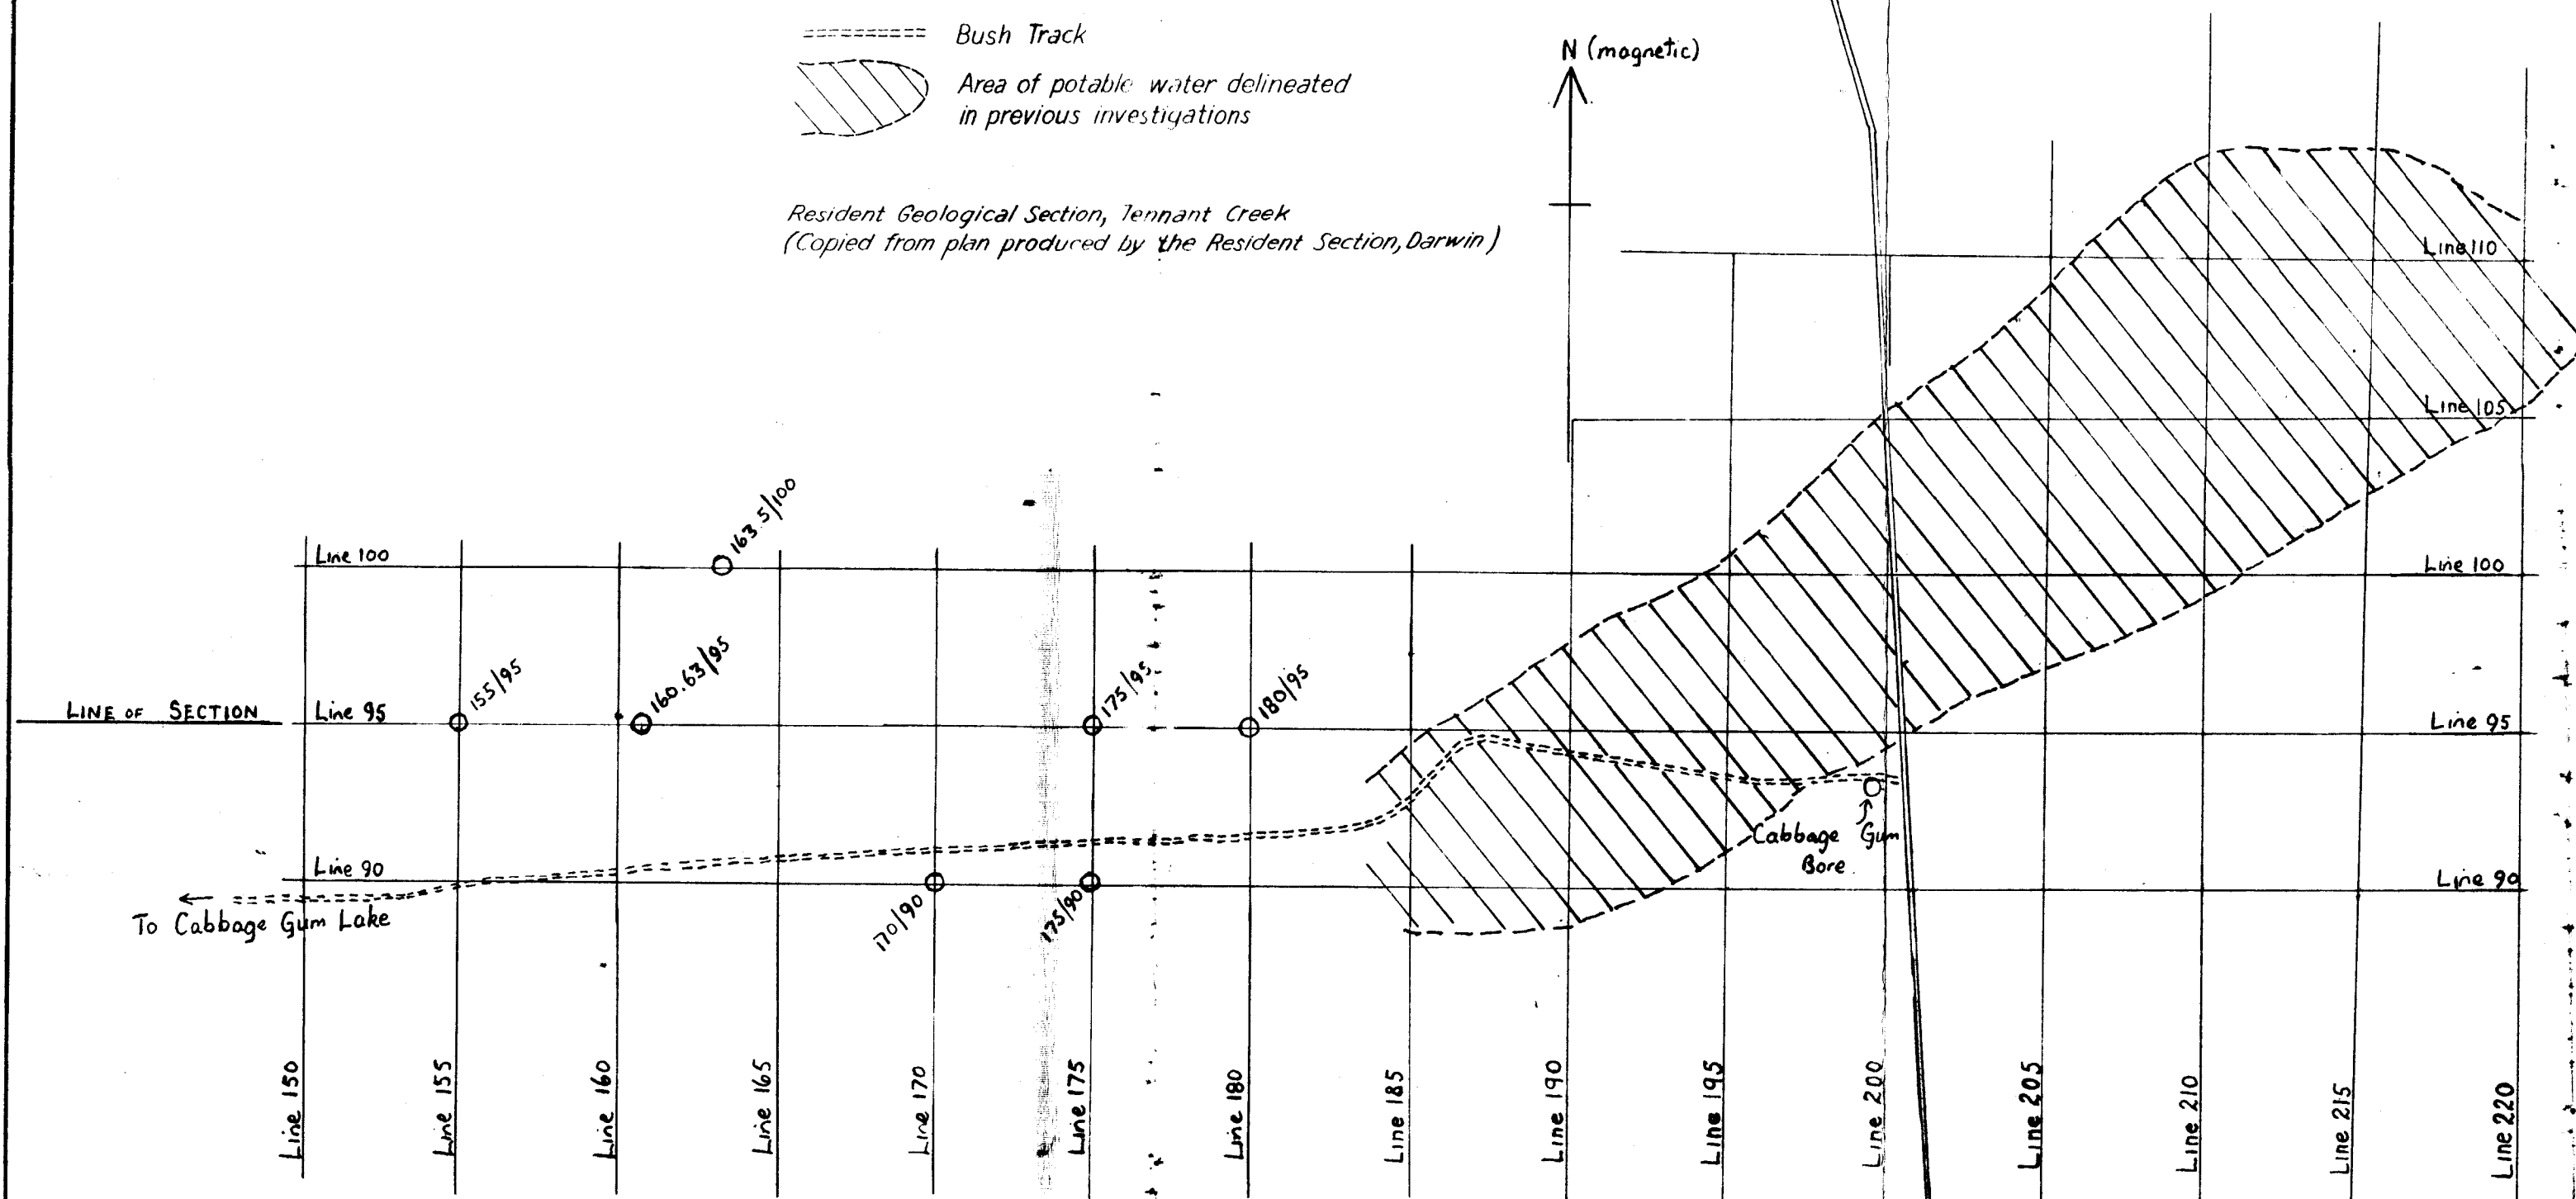 Bush Track
Area of potable water delineated
in previous investigations
N (magnetic)
Resident Geological Section, Tennant Creek
(Copied from plan produced by the Resident Section, Darwin)
Line 110
Line 105
163.5/100
Line 100
Line 100
155/95
160.63/95
175/95
180/95
LINE OF SECTION
Line 95
Line 95
Cabbage Gum
Bore
Line 90
Line 90
To Cabbage Gum Lake
170/90
175/90
Line 150
Line 155
Line 160
Line 165
Line 170
Line 175
Line 180
Line 185
Line 190
Line 195
Line 200
Line 205
Line 210
Line 215
Line 220